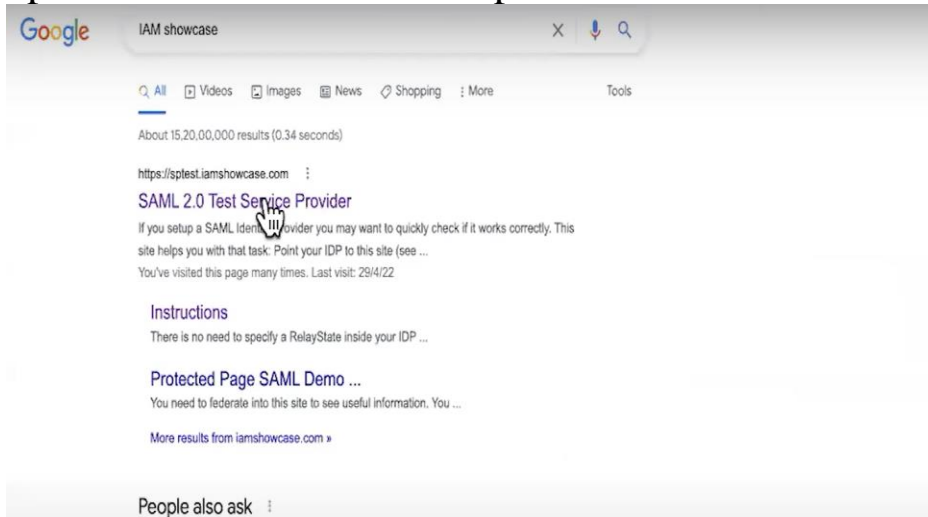 Google
IAM showcase
All Videos Images News Shopping More Tools
About 15,20,00,000 results (0.34 seconds)
https://sptest.iamshowcase.com
SAML 2.0 Test Service Provider
If you setup a SAML Iden rovider you may want to quickly check if it works correctly. This
site helps you with that task: Point your IDP to this site (see ...
You've visited this page many times. Last visit: 29/4/22
Instructions
There is no need to specify a RelayState inside your IDP ...
Protected Page SAML Demo ...
You need to federate into this site to see useful information. You ...
More results from iamshowcase.com »
People also ask